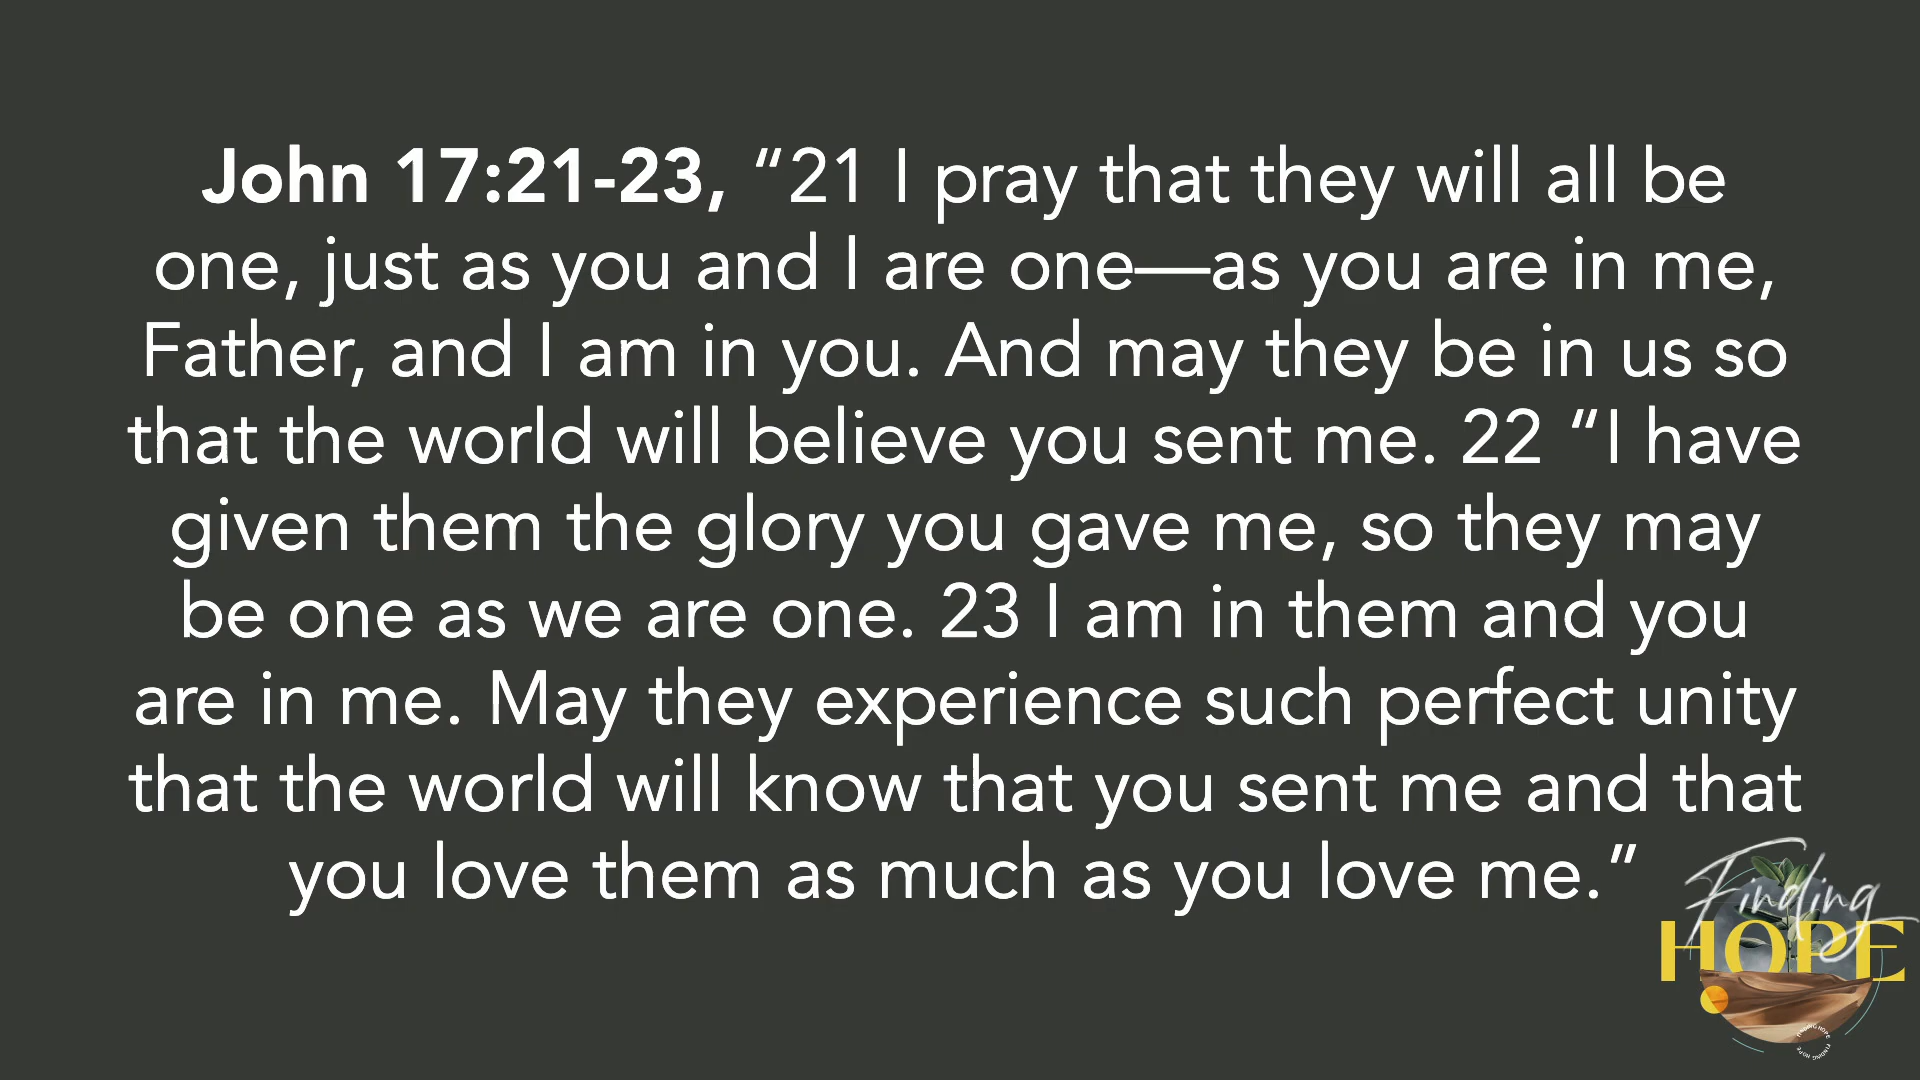 John 17:21-23, “21 I pray that they will all be
one, just as you and I are one—as you are in me,
Father, and I am in you. And may they be in us so
that the world will believe you sent me. 22 “I have
given them the glory you gave me, so they may
be one as we are one. 23 I am in them and you
are in me. May they experience such perfect unity
that the world will know that you sent me and that
you love them as much as you love me.”
Finding
HOPE
FINDING HOPE
FINDING HOPE